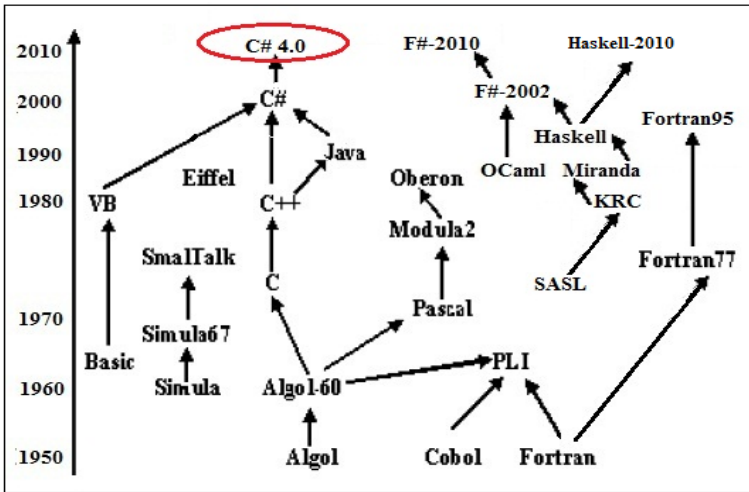 2010
C# 4.0
F#-2010
Haskell-2010
2000
C#
F#-2002
Haskell
Fortran95
1990
Eiffel
Java
Oberon
OCaml
Miranda
1980
VB
C++
Modula2
KRC
SmalTalk
C
SASL
Fortran77
1970
Simula67
Pascal
Basic
PLI
1960
Simula
Algol-60
1950
Algol
Cobol
Fortran